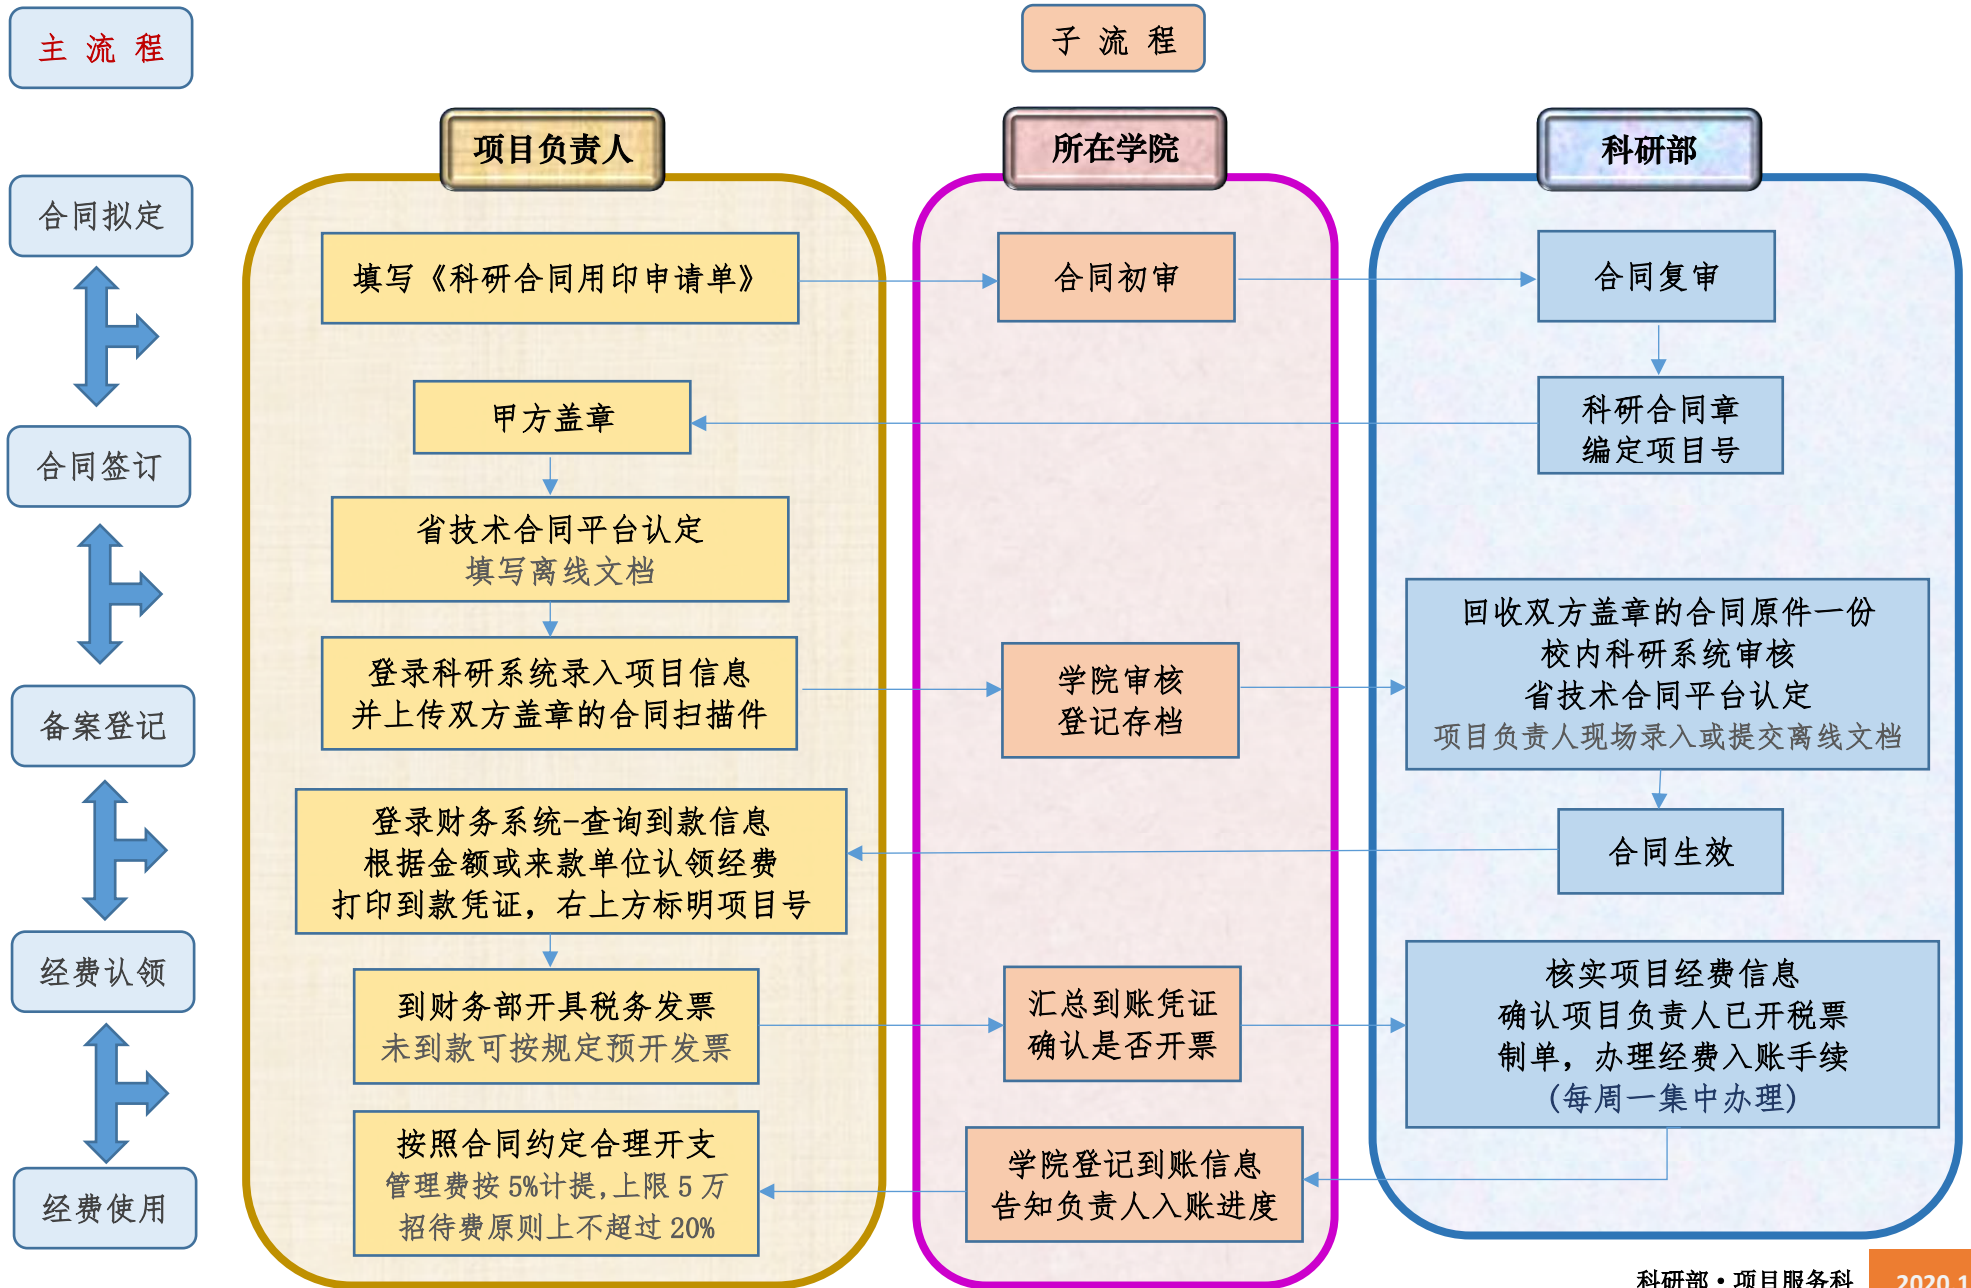 主 流 程
子 流 程
项目负责人
所在学院
科研部
合同拟定
填写《科研合同用印申请单》
合同初审
合同复审
甲方盖章
科研合同章
编定项目号
合同签订
省技术合同平台认定
填写离线文档
登录科研系统录入项目信息
并上传双方盖章的合同扫描件
学院审核
登记存档
回收双方盖章的合同原件一份
校内科研系统审核
省技术合同平台认定
项目负责人现场录入或提交离线文档
备案登记
登录财务系统-查询到款信息
根据金额或来款单位认领经费
打印到款凭证，右上方标明项目号
合同生效
经费认领
到财务部开具税务发票
未到款可按规定预开发票
汇总到账凭证
确认是否开票
核实项目经费信息
确认项目负责人已开税票
制单，办理经费入账手续
(每周一集中办理)
经费使用
按照合同约定合理开支
管理费按 5%计提,上限 5 万
招待费原则上不超过 20%
学院登记到账信息
告知负责人入账进度
科研部·项目服务科
2020.1